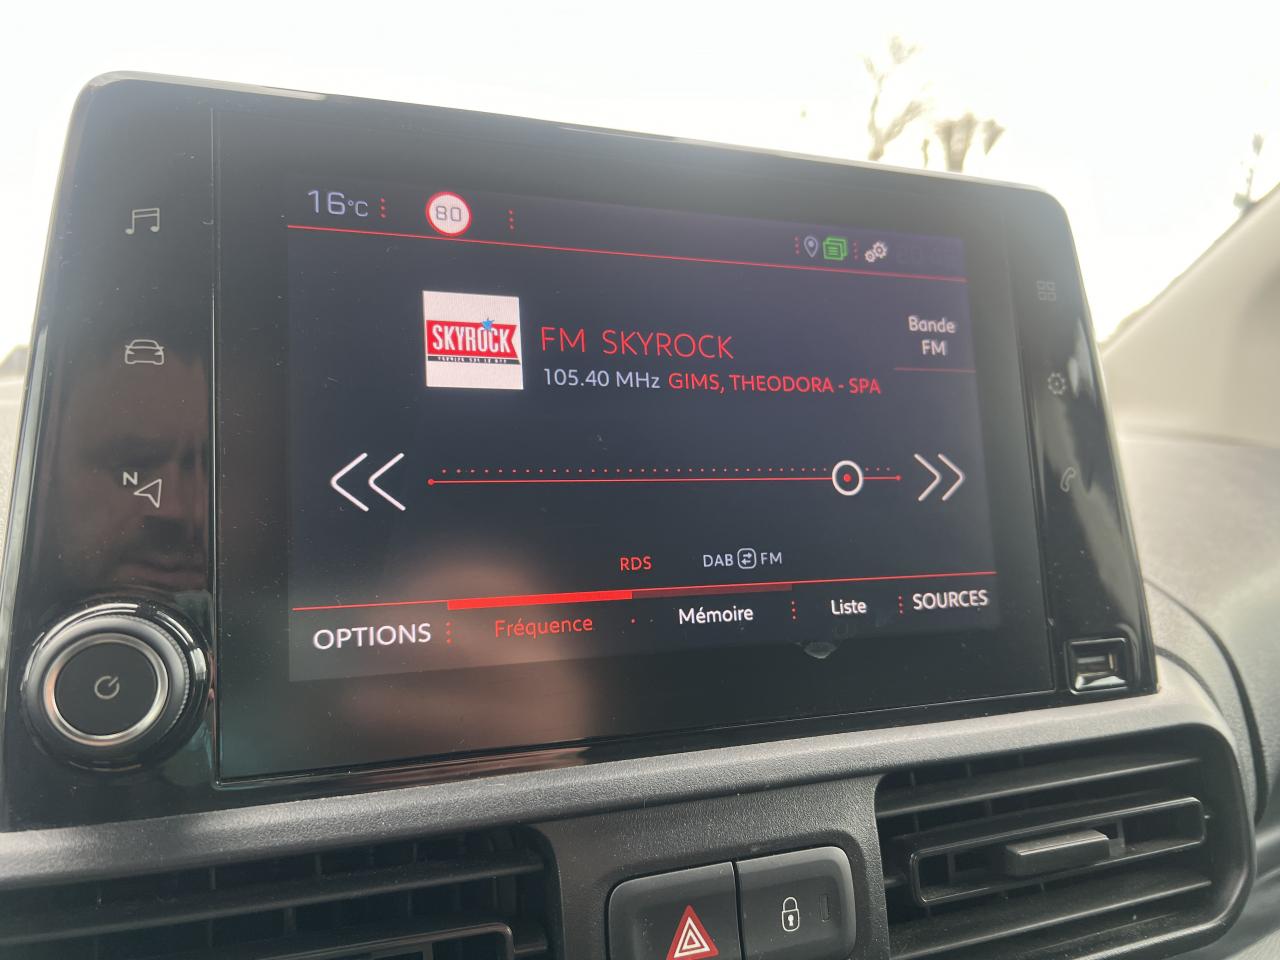 16°C
80
SKYROCK
FM SKYROCK
105.40 MHz GIMS, THEODORA - SPA
Bande
FM
N
RDS
DAB FM
OPTIONS
Fréquence
Mémoire
Liste
SOURCES